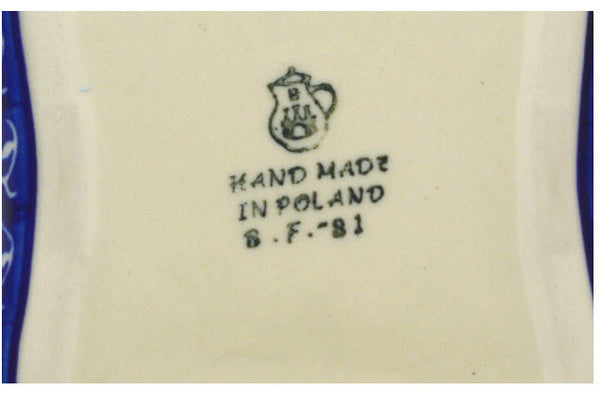 B
HAND MADE
IN POLAND
B.F.-81